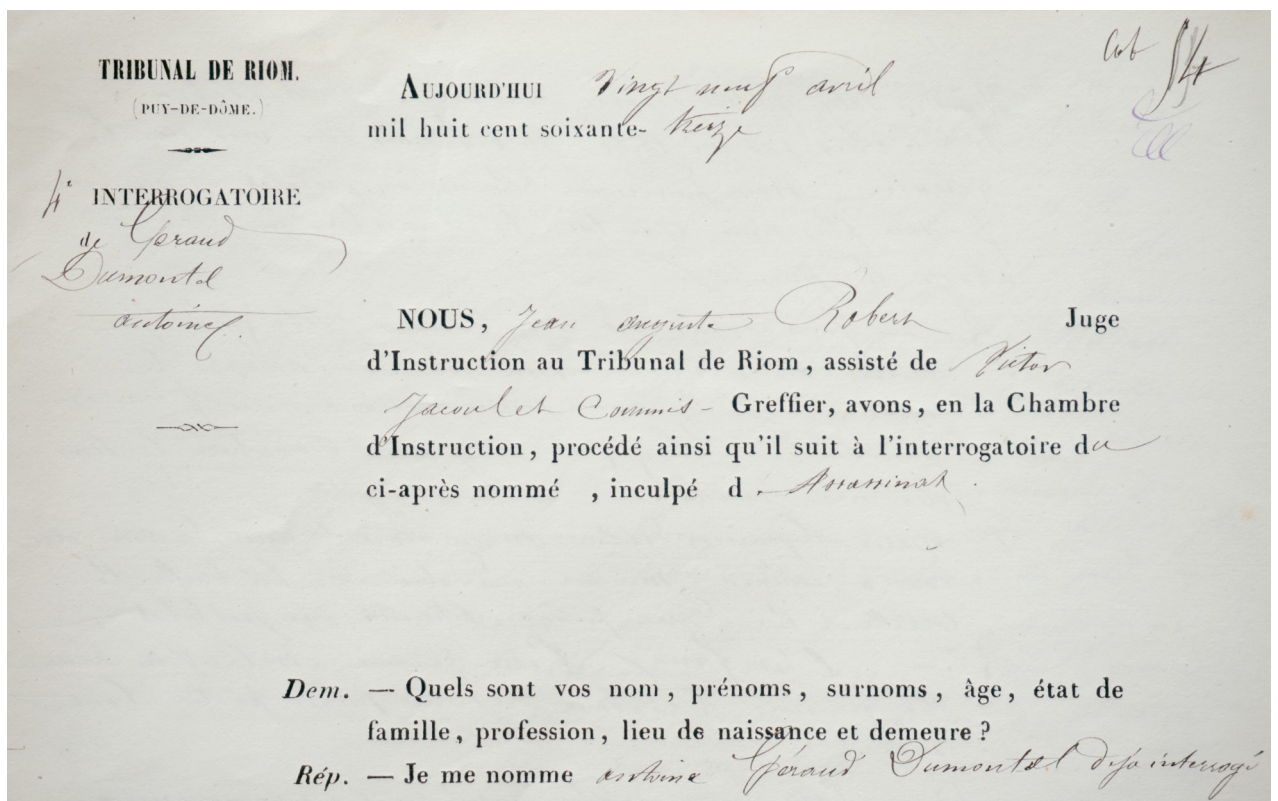 TRIBUNAL DE RIOM.
(PUY-DE-DÔME.)
4e INTERROGATOIRE
de Géraud
Dumontel
antoine
cot 54
AUJOURD'HUI Vingt neuf avril
mil huit cent soixante- treize
NOUS, Jean auguste Robert Juge
d'Instruction au Tribunal de Riom, assisté de Victor
Jacoulet Commis- Greffier, avons, en la Chambre
d'Instruction, procédé ainsi qu'il suit à l'interrogatoire du
ci-après nommé , inculpé d. Assassinat.
Dem. — Quels sont vos nom, prénoms, surnoms, âge, état de
famille, profession, lieu de naissance et demeure ?
Rép. — Je me nomme antoine Géraud Dumontel deja interrogé